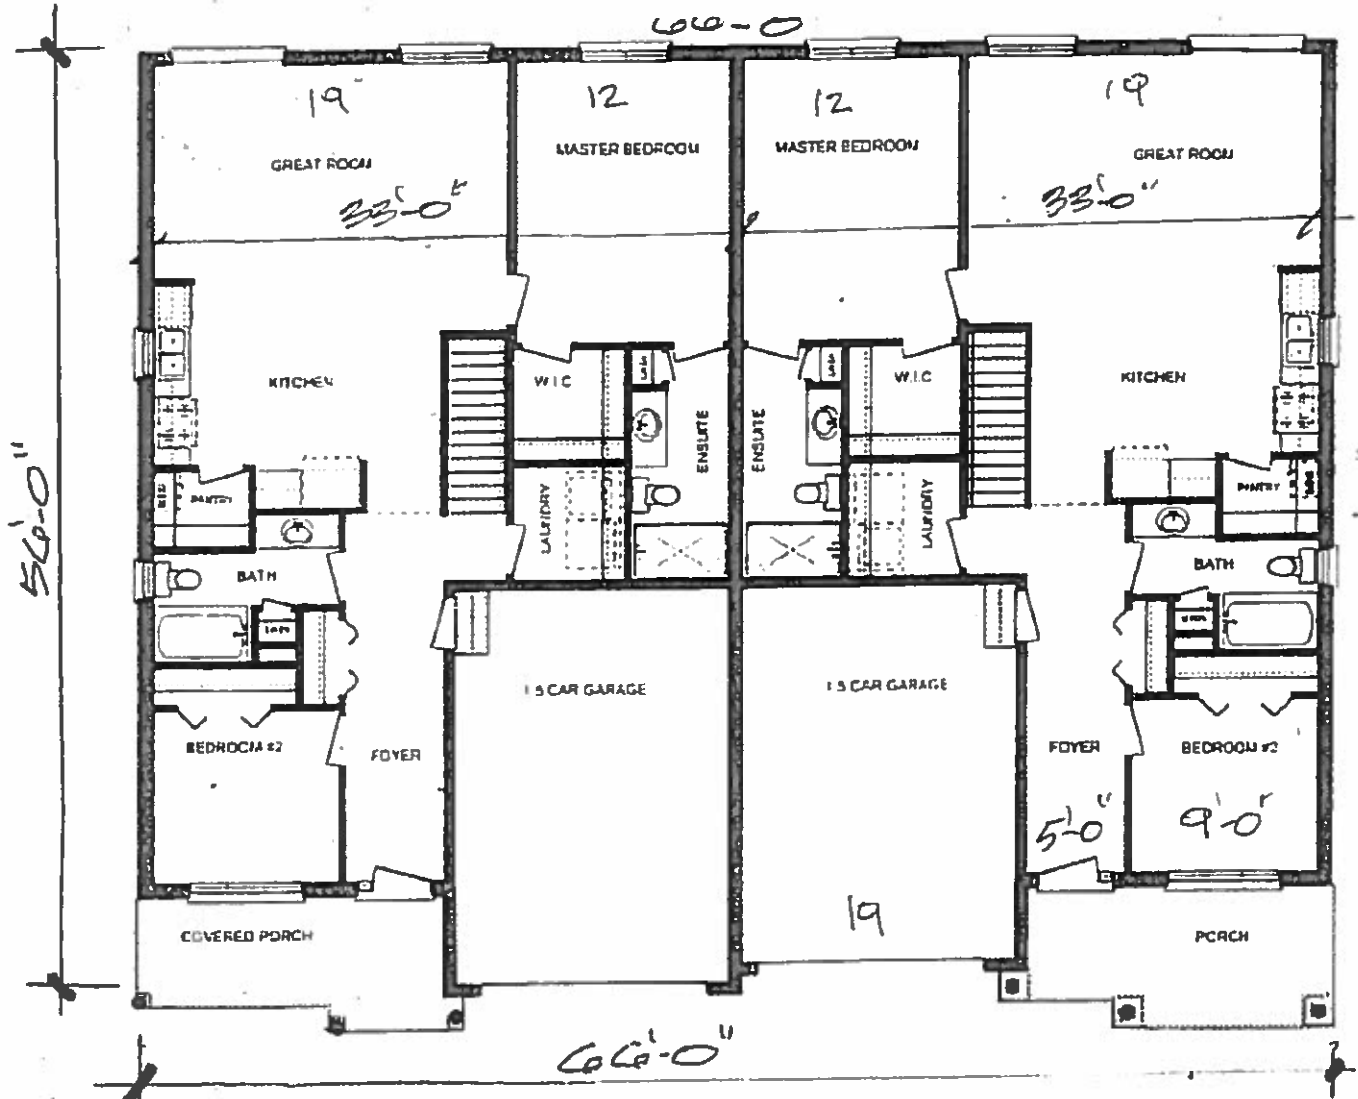 66-0
19
12
12
19
GREAT ROOM
MASTER BEDROOM
MASTER BEDROOM
GREAT ROOM
33'-0"
33'-0"
KITCHEN
W.I.C
W.I.C
KITCHEN
ENSUITE
ENSUITE
56'-0"
PANTRY
PANTRY
LAUNDRY
LAUNDRY
BATH
BATH
1.5 CAR GARAGE
1.5 CAR GARAGE
BEDROOM #2
FOYER
FOYER
BEDROOM #2
5'-0"
9'-0"
19
COVERED PORCH
PORCH
66'-0"